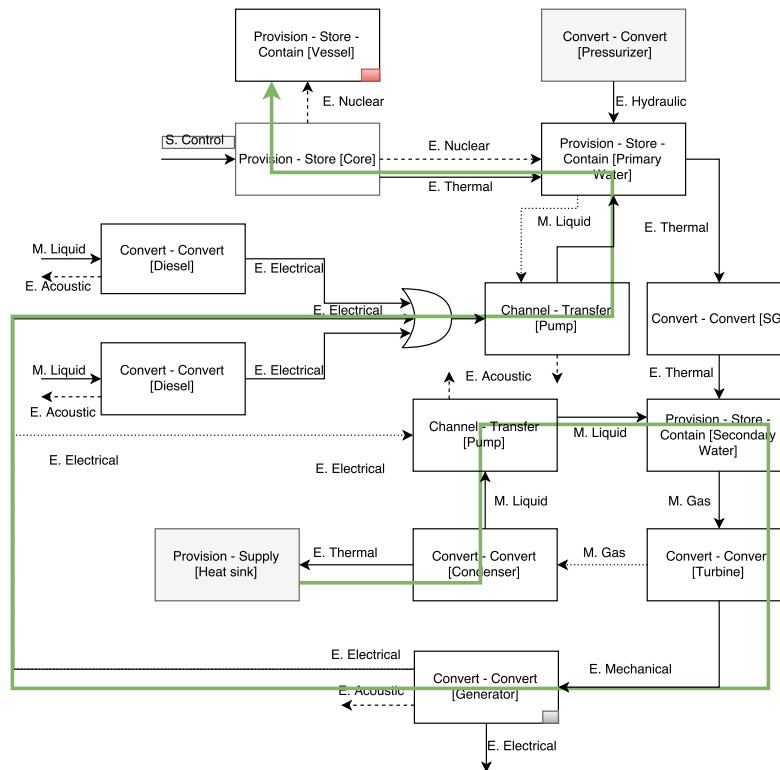 Provision - Store -
Contain [Vessel]
Convert - Convert
[Pressurizer]
E. Nuclear
E. Hydraulic
S. Control
Provision - Store [Core]
E. Nuclear
E. Thermal
Provision - Store -
Contain [Primary
Water]
M. Liquid
E. Thermal
M. Liquid
E. Acoustic
Convert - Convert
[Diesel]
E. Electrical
E. Electrical
Channel - Transfer
[Pump]
Convert - Convert [SG
M. Liquid
E. Acoustic
Convert - Convert
[Diesel]
E. Electrical
E. Acoustic
E. Thermal
Channel - Transfer
[Pump]
M. Liquid
Provision - Store -
Contain [Secondary
Water]
E. Electrical
E. Electrical
M. Liquid
M. Gas
Provision - Supply
[Heat sink]
E. Thermal
Convert - Convert
[Condenser]
M. Gas
Convert - Conver
[Turbine]
E. Electrical
E. Mechanical
E. Acoustic
Convert - Convert
[Generator]
E. Electrical